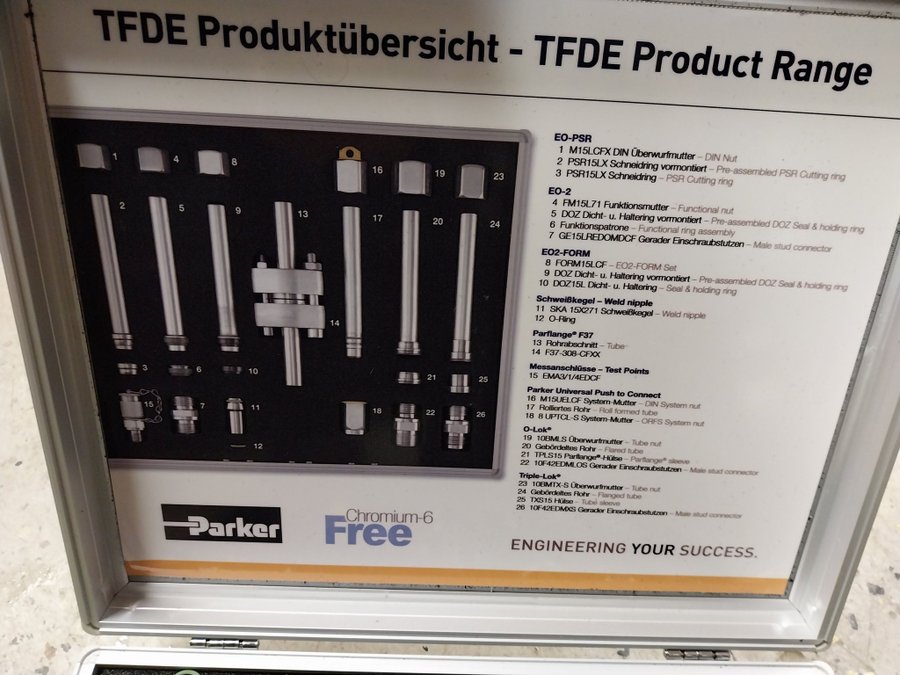 TFDE Produktübersicht - TFDE Product Range
1
4
8
16
19
23
2
5
9
13
17
20
24
14
3
6
10
21
25
15
7
11
18
22
26
12
EO-PSR
1 M15LCFX DIN Überwurfmutter – DIN Nut
2 PSR15LX Schneidring vormontiert – Pre-assembled PSR Cutting ring
3 PSR15LX Schneidring – PSR Cutting ring
EO-2
4 FM15L71 Funktionsmutter – Functional nut
5 DOZ Dicht- u. Haltering vormontiert – Pre-assembled DOZ Seal & holding ring
6 Funktionspatrone – Functional ring assembly
7 GE15LREDOMDCF Gerader Einschraubstutzen – Male stud connector
EO2-FORM
8 FORM15LCF – EO2-FORM Set
9 DOZ Dicht- u. Haltering vormontiert – Pre-assembled DOZ Seal & holding ring
10 DOZ15L Dicht- u. Haltering – Seal & holding ring
Schweißkegel – Weld nipple
11 SKA 15X271 Schweißkegel – Weld nipple
12 O-Ring
Parflange® F37
13 Rohrabschnitt – Tube
14 F37-308-CFXX
Messanschlüsse – Test Points
15 EMA3/1/4EDCF
Parker Universal Push to Connect
16 M15UELCF System-Mutter – DIN System nut
17 Rolliertes Rohr – Roll formed tube
18 8 UPTCL-S System-Mutter – ORFS System nut
O-Lok®
19 10BMLS Überwurfmutter – Tube nut
20 Gebördeltes Rohr – Flared tube
21 TPLS15 Parflange®-Hülse – Parflange® sleeve
22 10F42EDMLOS Gerader Einschraubstutzen – Male stud connector
Triple-Lok®
23 10BMTX-S Überwurfmutter – Tube nut
24 Gebördeltes Rohr – Flanged tube
25 TXS15 Hülse – Tube sleeve
26 10F42EDMXS Gerader Einschraubstutzen – Male stud connector
Parker
Chromium-6
Free
ENGINEERING YOUR SUCCESS.